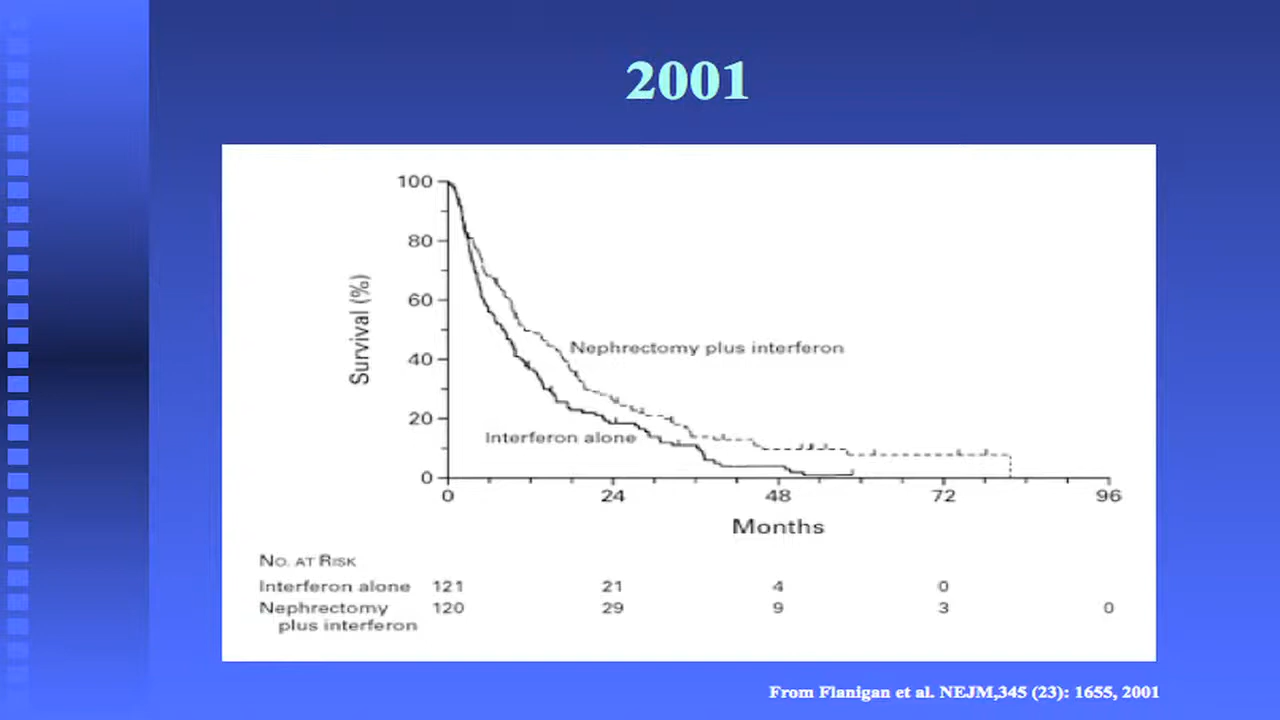 2001
100
80
60
40
20
0
Survival (%)
Nephrectomy plus interferon
Interferon alone
0 24 48 72 96
Months
No. at Risk
Interferon alone 121 21 4 0
Nephrectomy 120 29 9 3 0
plus interferon
From Flanigan et al. NEJM,345 (23): 1655, 2001